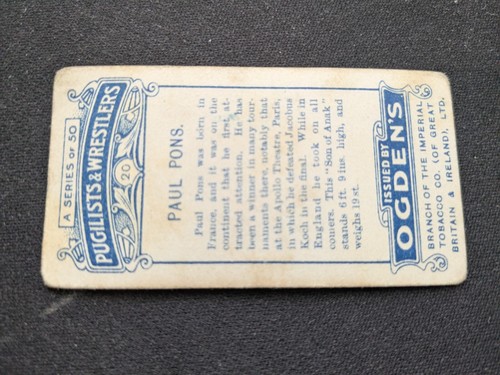 A SERIES OF 50
PUGILISTS & WRESTLERS
20
PAUL PONS.
Paul Pons was born in
France, and it was on the
continent that he first at-
tracted attention. He has
been winner in many tour-
naments there, notably that
at the Apollo Theatre, Paris,
in which he defeated Jacobus
Koch in the final. While in
England he took on all
comers. This "Son of Anak"
stands 6 ft. 9 ins. high, and
weighs 19 st.
ISSUED BY
OGDEN'S
BRANCH OF THE IMPERIAL
TOBACCO CO. (OF GREAT
BRITAIN & IRELAND), LTD.